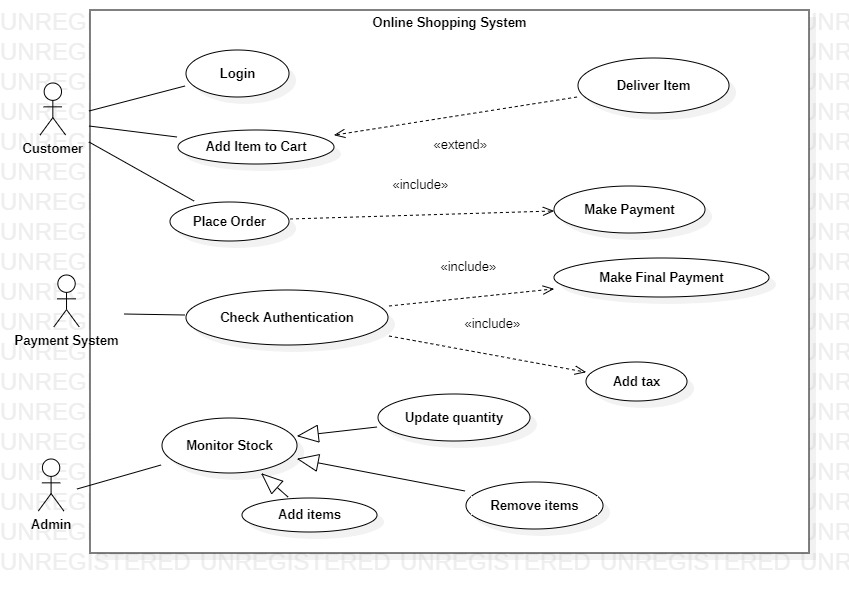 Online Shopping System
Login
Deliver Item
Customer
Add Item to Cart
«extend»
«include»
Place Order
Make Payment
«include»
Make Final Payment
Payment System
Check Authentication
«include»
Add tax
Update quantity
Monitor Stock
Admin
Add items
Remove items
UNREGISTERED UNREGISTERED UNREGISTERED UNREGISTERED